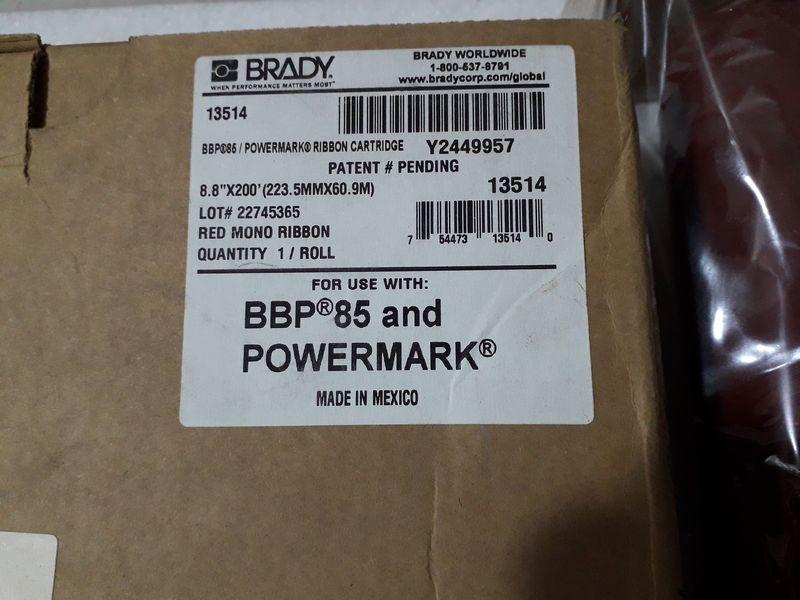 BRADY
WHEN PERFORMANCE MATTERS MOST™
BRADY WORLDWIDE
1-800-537-8791
www.bradycorp.com/global
13514
BBP®85 / POWERMARK® RIBBON CARTRIDGE Y2449957
PATENT # PENDING
8.8"X200' (223.5MMX60.9M) 13514
LOT# 22745365
RED MONO RIBBON
QUANTITY 1 / ROLL
7 54473 13514 0
FOR USE WITH:
BBP®85 and
POWERMARK®
MADE IN MEXICO